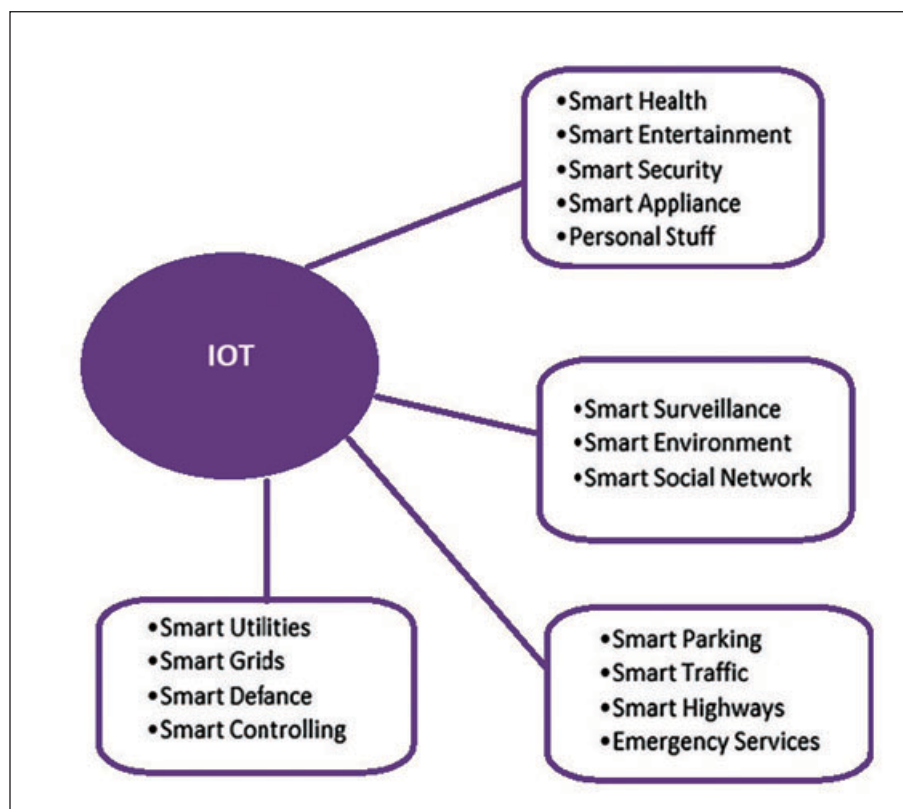 •Smart Health
•Smart Entertainment
•Smart Security
•Smart Appliance
•Personal Stuff
IOT
•Smart Surveillance
•Smart Environment
•Smart Social Network
•Smart Utilities
•Smart Grids
•Smart Defance
•Smart Controlling
•Smart Parking
•Smart Traffic
•Smart Highways
•Emergency Services